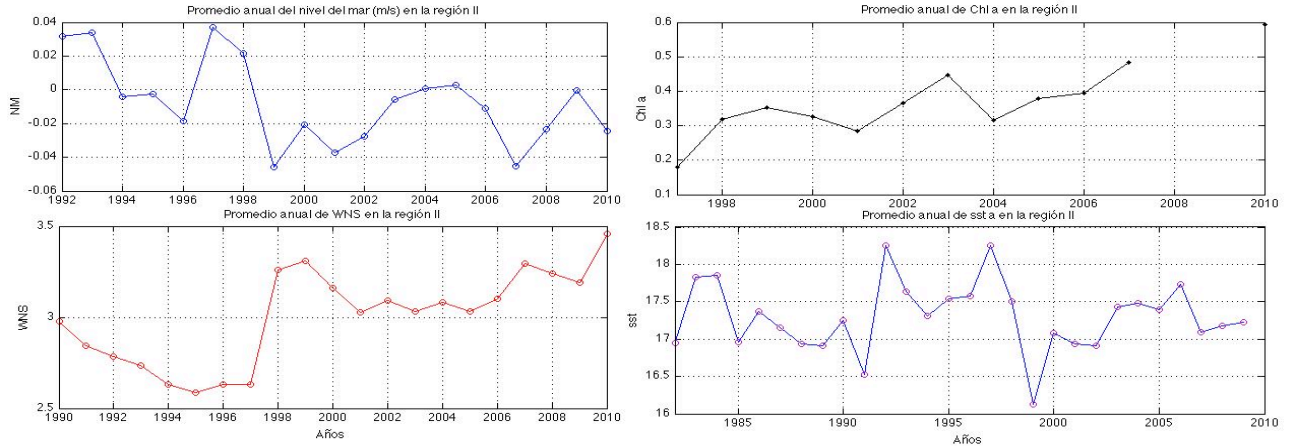 Promedio anual del nivel del mar (m/s) en la región II
0.04
0.02
0
-0.02
-0.04
-0.06
NM
1992 1994 1996 1998 2000 2002 2004 2006 2008 2010
Promedio anual de Chl a en la región II
0.6
0.5
0.4
0.3
0.2
0.1
Chl a
1998 2000 2002 2004 2006 2008 2010
Promedio anual de WNS en la región II
3.5
3
2.5
WNS
1990 1992 1994 1996 1998 2000 2002 2004 2006 2008 2010
Años
Promedio anual de sst a en la región II
18.5
18
17.5
17
16.5
16
sst
1985 1990 1995 2000 2005 2010
Años